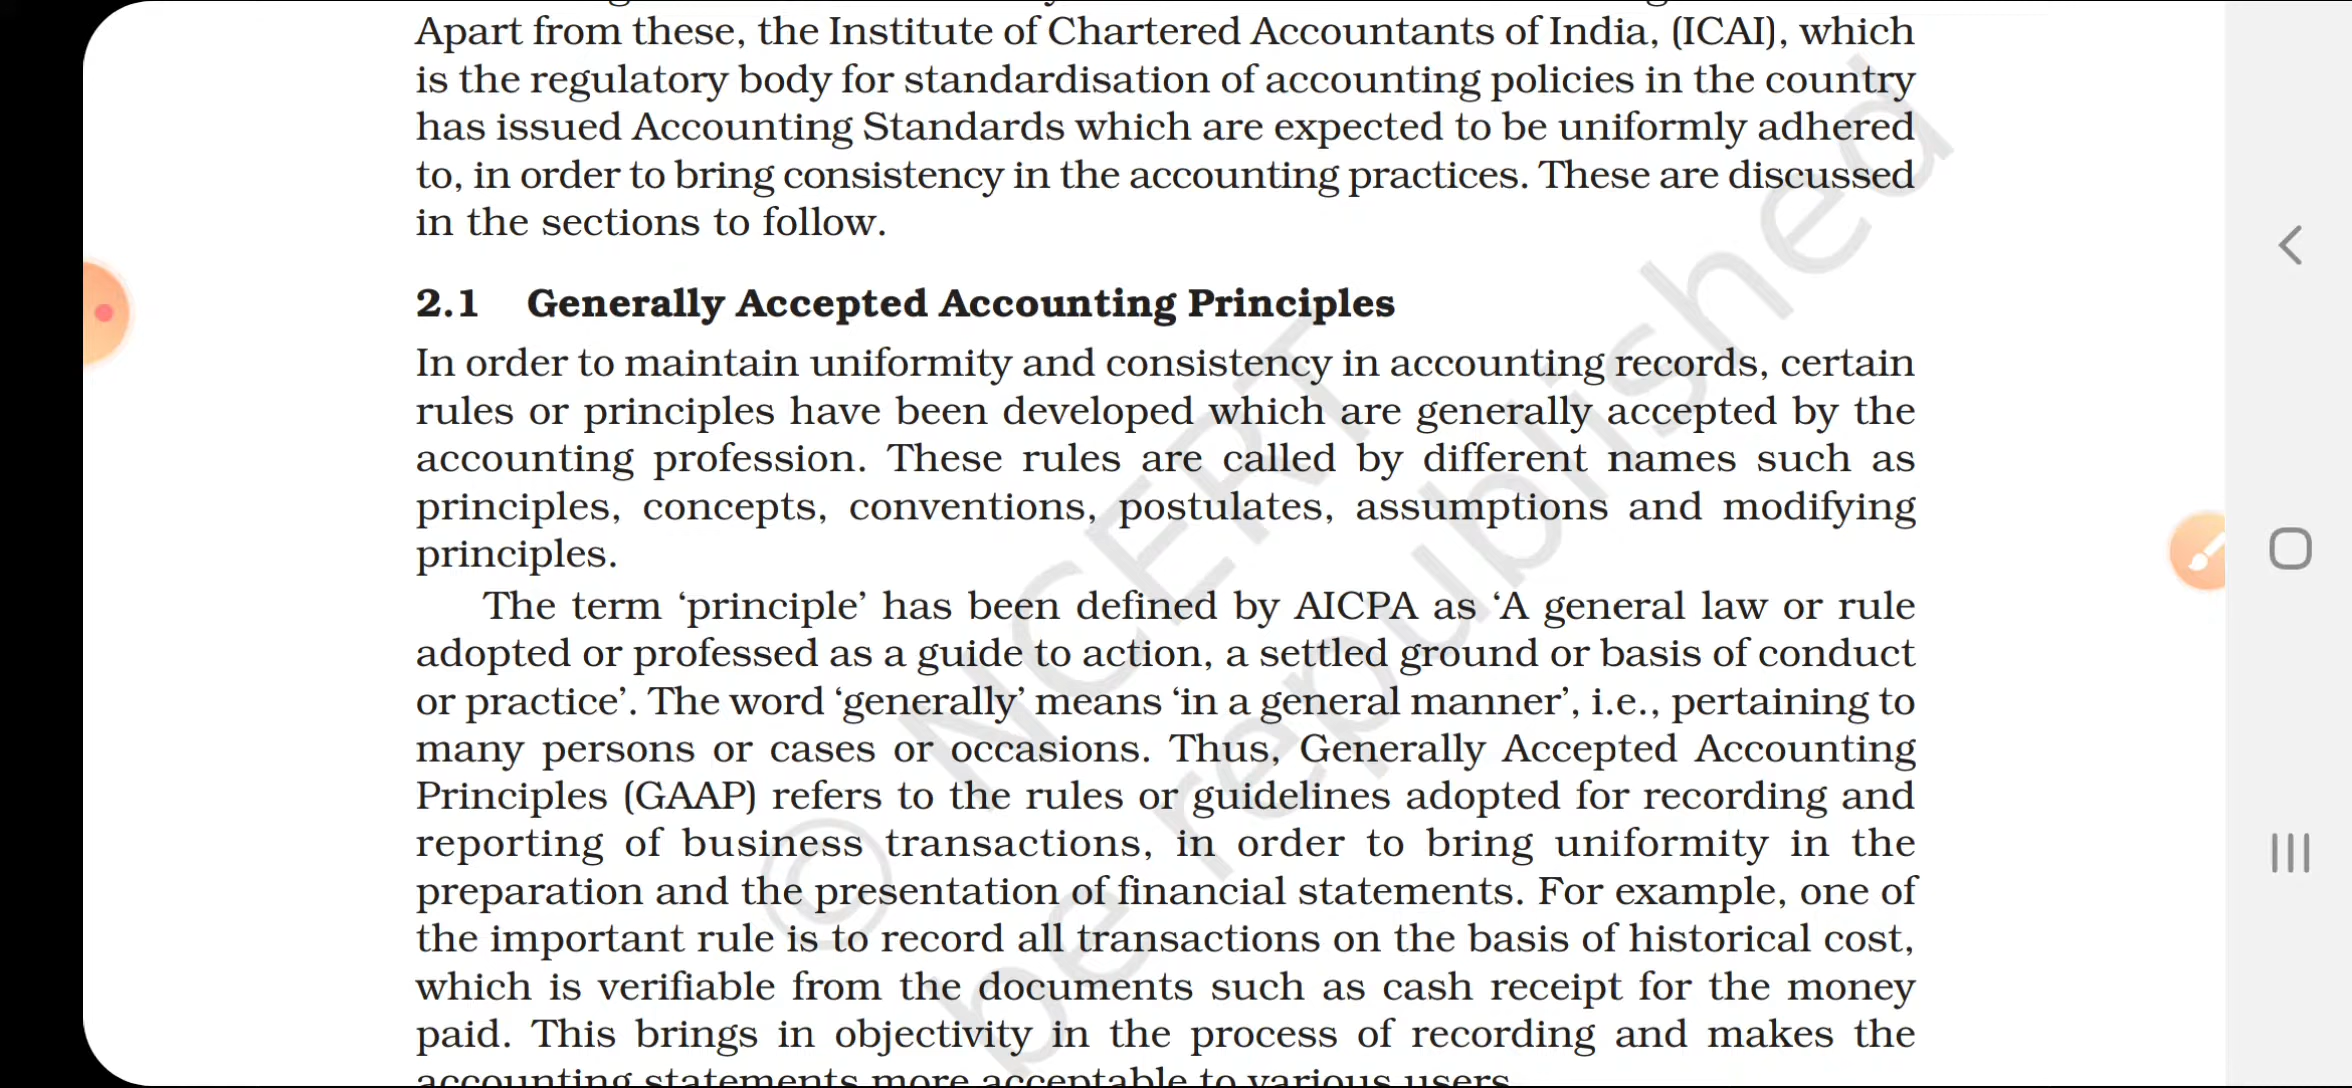 Apart from these, the Institute of Chartered Accountants of India, (ICAI), which
is the regulatory body for standardisation of accounting policies in the country
has issued Accounting Standards which are expected to be uniformly adhered
to, in order to bring consistency in the accounting practices. These are discussed
in the sections to follow.
2.1 Generally Accepted Accounting Principles
In order to maintain uniformity and consistency in accounting records, certain
rules or principles have been developed which are generally accepted by the
accounting profession. These rules are called by different names such as
principles, concepts, conventions, postulates, assumptions and modifying
principles.
The term ‘principle’ has been defined by AICPA as ‘A general law or rule
adopted or professed as a guide to action, a settled ground or basis of conduct
or practice’. The word ‘generally’ means ‘in a general manner’, i.e., pertaining to
many persons or cases or occasions. Thus, Generally Accepted Accounting
Principles (GAAP) refers to the rules or guidelines adopted for recording and
reporting of business transactions, in order to bring uniformity in the
preparation and the presentation of financial statements. For example, one of
the important rule is to record all transactions on the basis of historical cost,
which is verifiable from the documents such as cash receipt for the money
paid. This brings in objectivity in the process of recording and makes the
accounting statements more acceptable to various users.
© NCERT
be republished